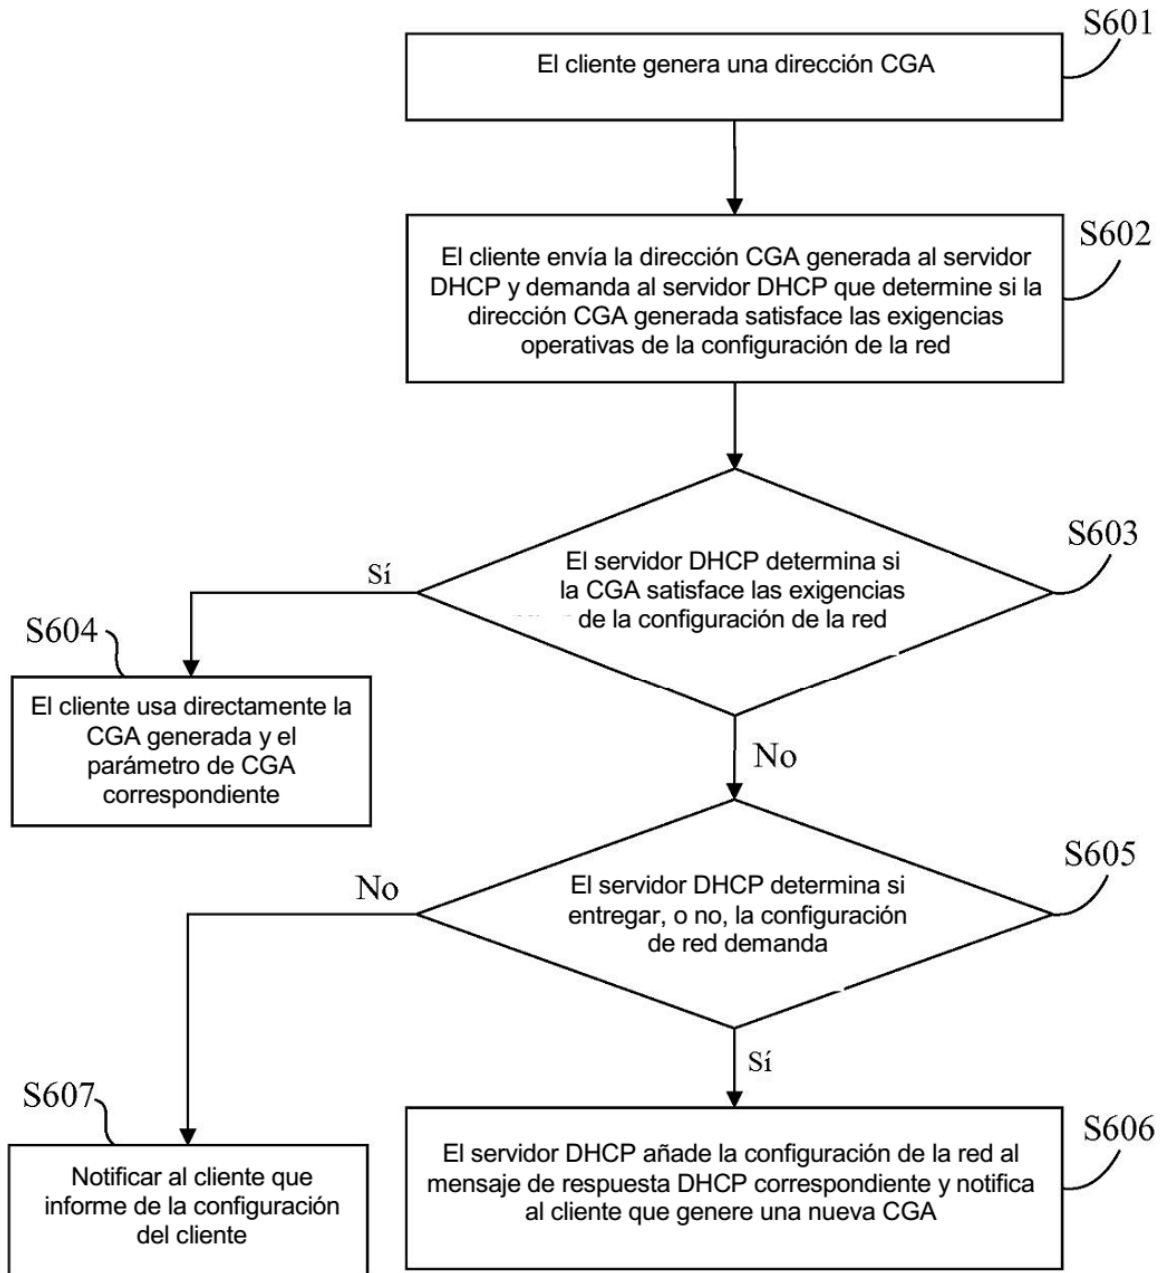 S601
El cliente genera una dirección CGA
S602
El cliente envía la dirección CGA generada al servidor
DHCP y demanda al servidor DHCP que determine si la
dirección CGA generada satisface las exigencias
operativas de la configuración de la red
S603
El servidor DHCP determina si
la CGA satisface las exigencias
de la configuración de la red
Sí
S604
El cliente usa directamente la
CGA generada y el
parámetro de CGA
correspondiente
No
S605
El servidor DHCP determina si
entregar, o no, la configuración
de red demanda
No
Sí
S607
Notificar al cliente que
informe de la configuración
del cliente
S606
El servidor DHCP añade la configuración de la red al
mensaje de respuesta DHCP correspondiente y notifica
al cliente que genere una nueva CGA